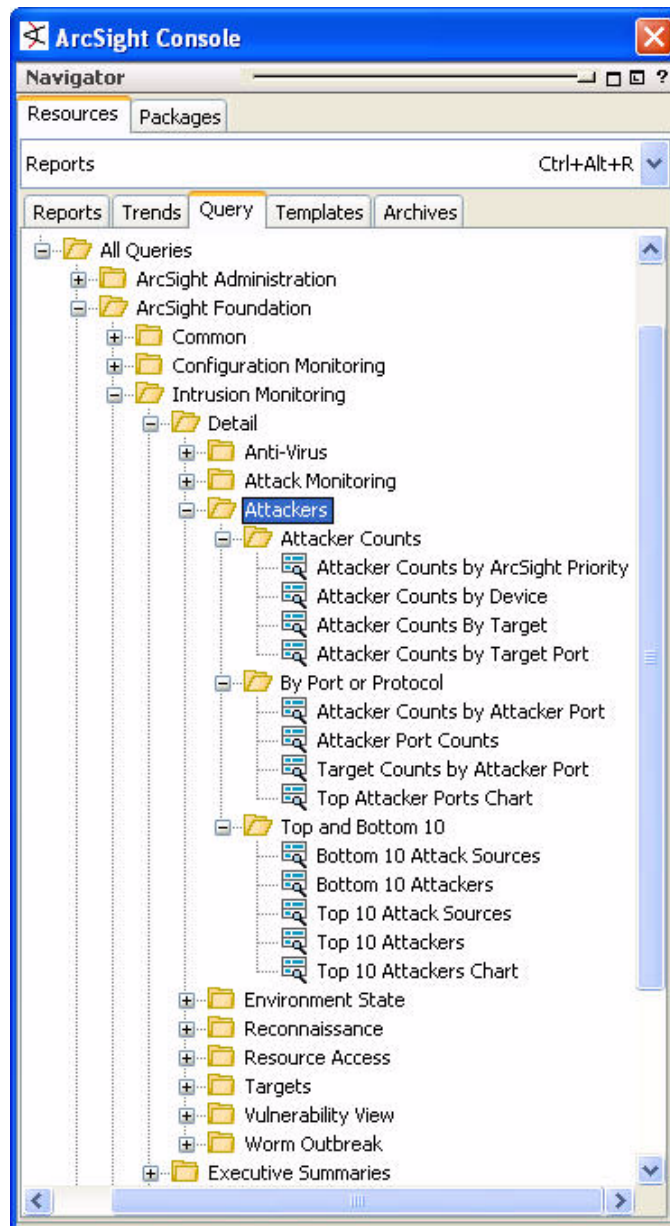 ArcSight Console
Navigator ?
Resources Packages
Reports Ctrl+Alt+R
Reports Trends Query Templates Archives
All Queries
ArcSight Administration
ArcSight Foundation
Common
Configuration Monitoring
Intrusion Monitoring
Detail
Anti-Virus
Attack Monitoring
Attackers
Attacker Counts
Attacker Counts by ArcSight Priority
Attacker Counts by Device
Attacker Counts By Target
Attacker Counts by Target Port
By Port or Protocol
Attacker Counts by Attacker Port
Attacker Port Counts
Target Counts by Attacker Port
Top Attacker Ports Chart
Top and Bottom 10
Bottom 10 Attack Sources
Bottom 10 Attackers
Top 10 Attack Sources
Top 10 Attackers
Top 10 Attackers Chart
Environment State
Reconnaissance
Resource Access
Targets
Vulnerability View
Worm Outbreak
Executive Summaries